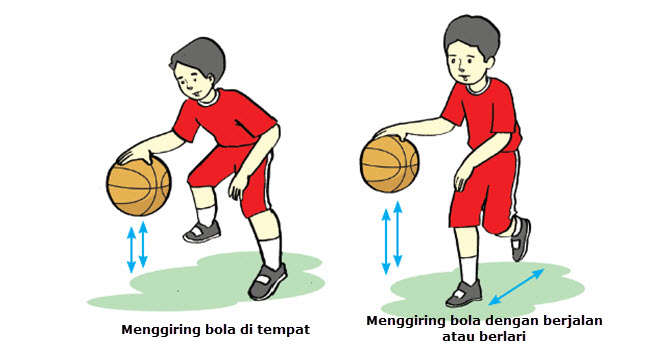 Menggiring bola di tempat
Menggiring bola dengan berjalan
atau berlari